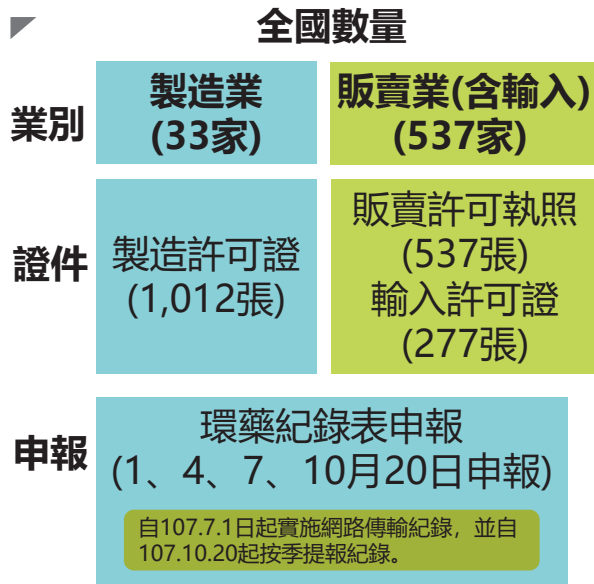 全國數量
業別
製造業
(33家)
販賣業(含輸入)
(537家)
證件
製造許可證
(1,012張)
販賣許可執照
(537張)
輸入許可證
(277張)
申報
環藥紀錄表申報
(1、4、7、10月20日申報)
自107.7.1日起實施網路傳輸紀錄，並自
107.10.20起按季提報紀錄。